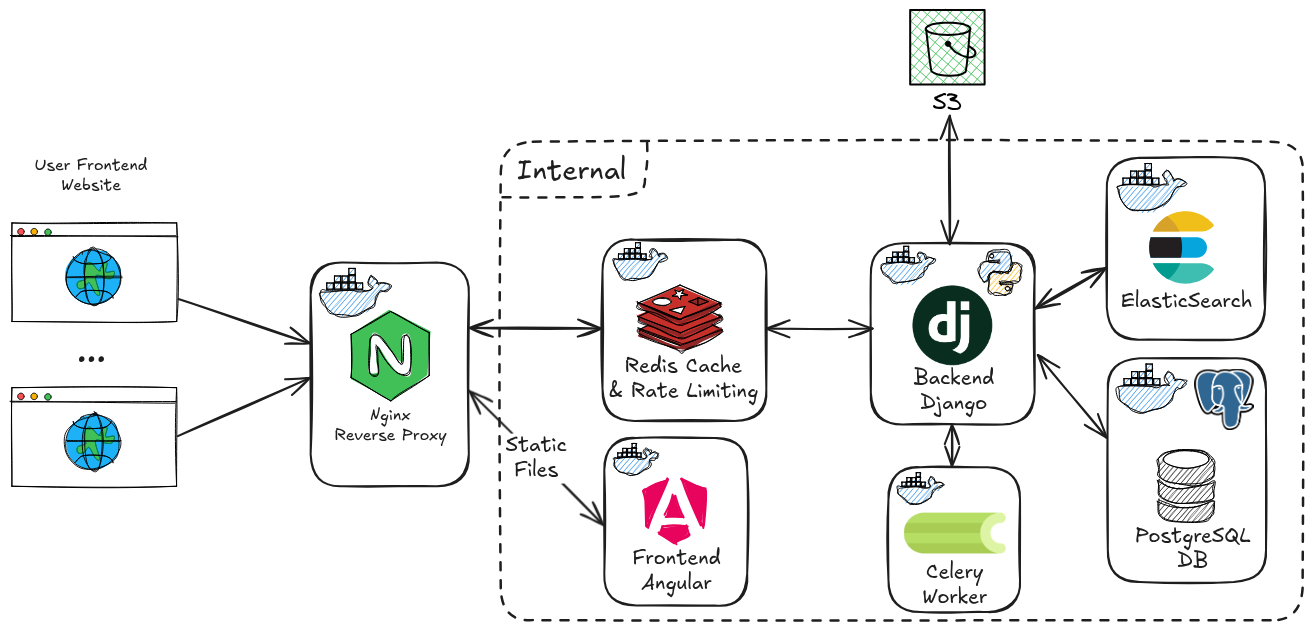 S3
Internal
User Frontend
Website
...
Nginx
Reverse Proxy
Redis Cache
& Rate Limiting
dj
Backend
Django
ElasticSearch
Static
Files
Frontend
Angular
Celery
Worker
PostgreSQL
DB